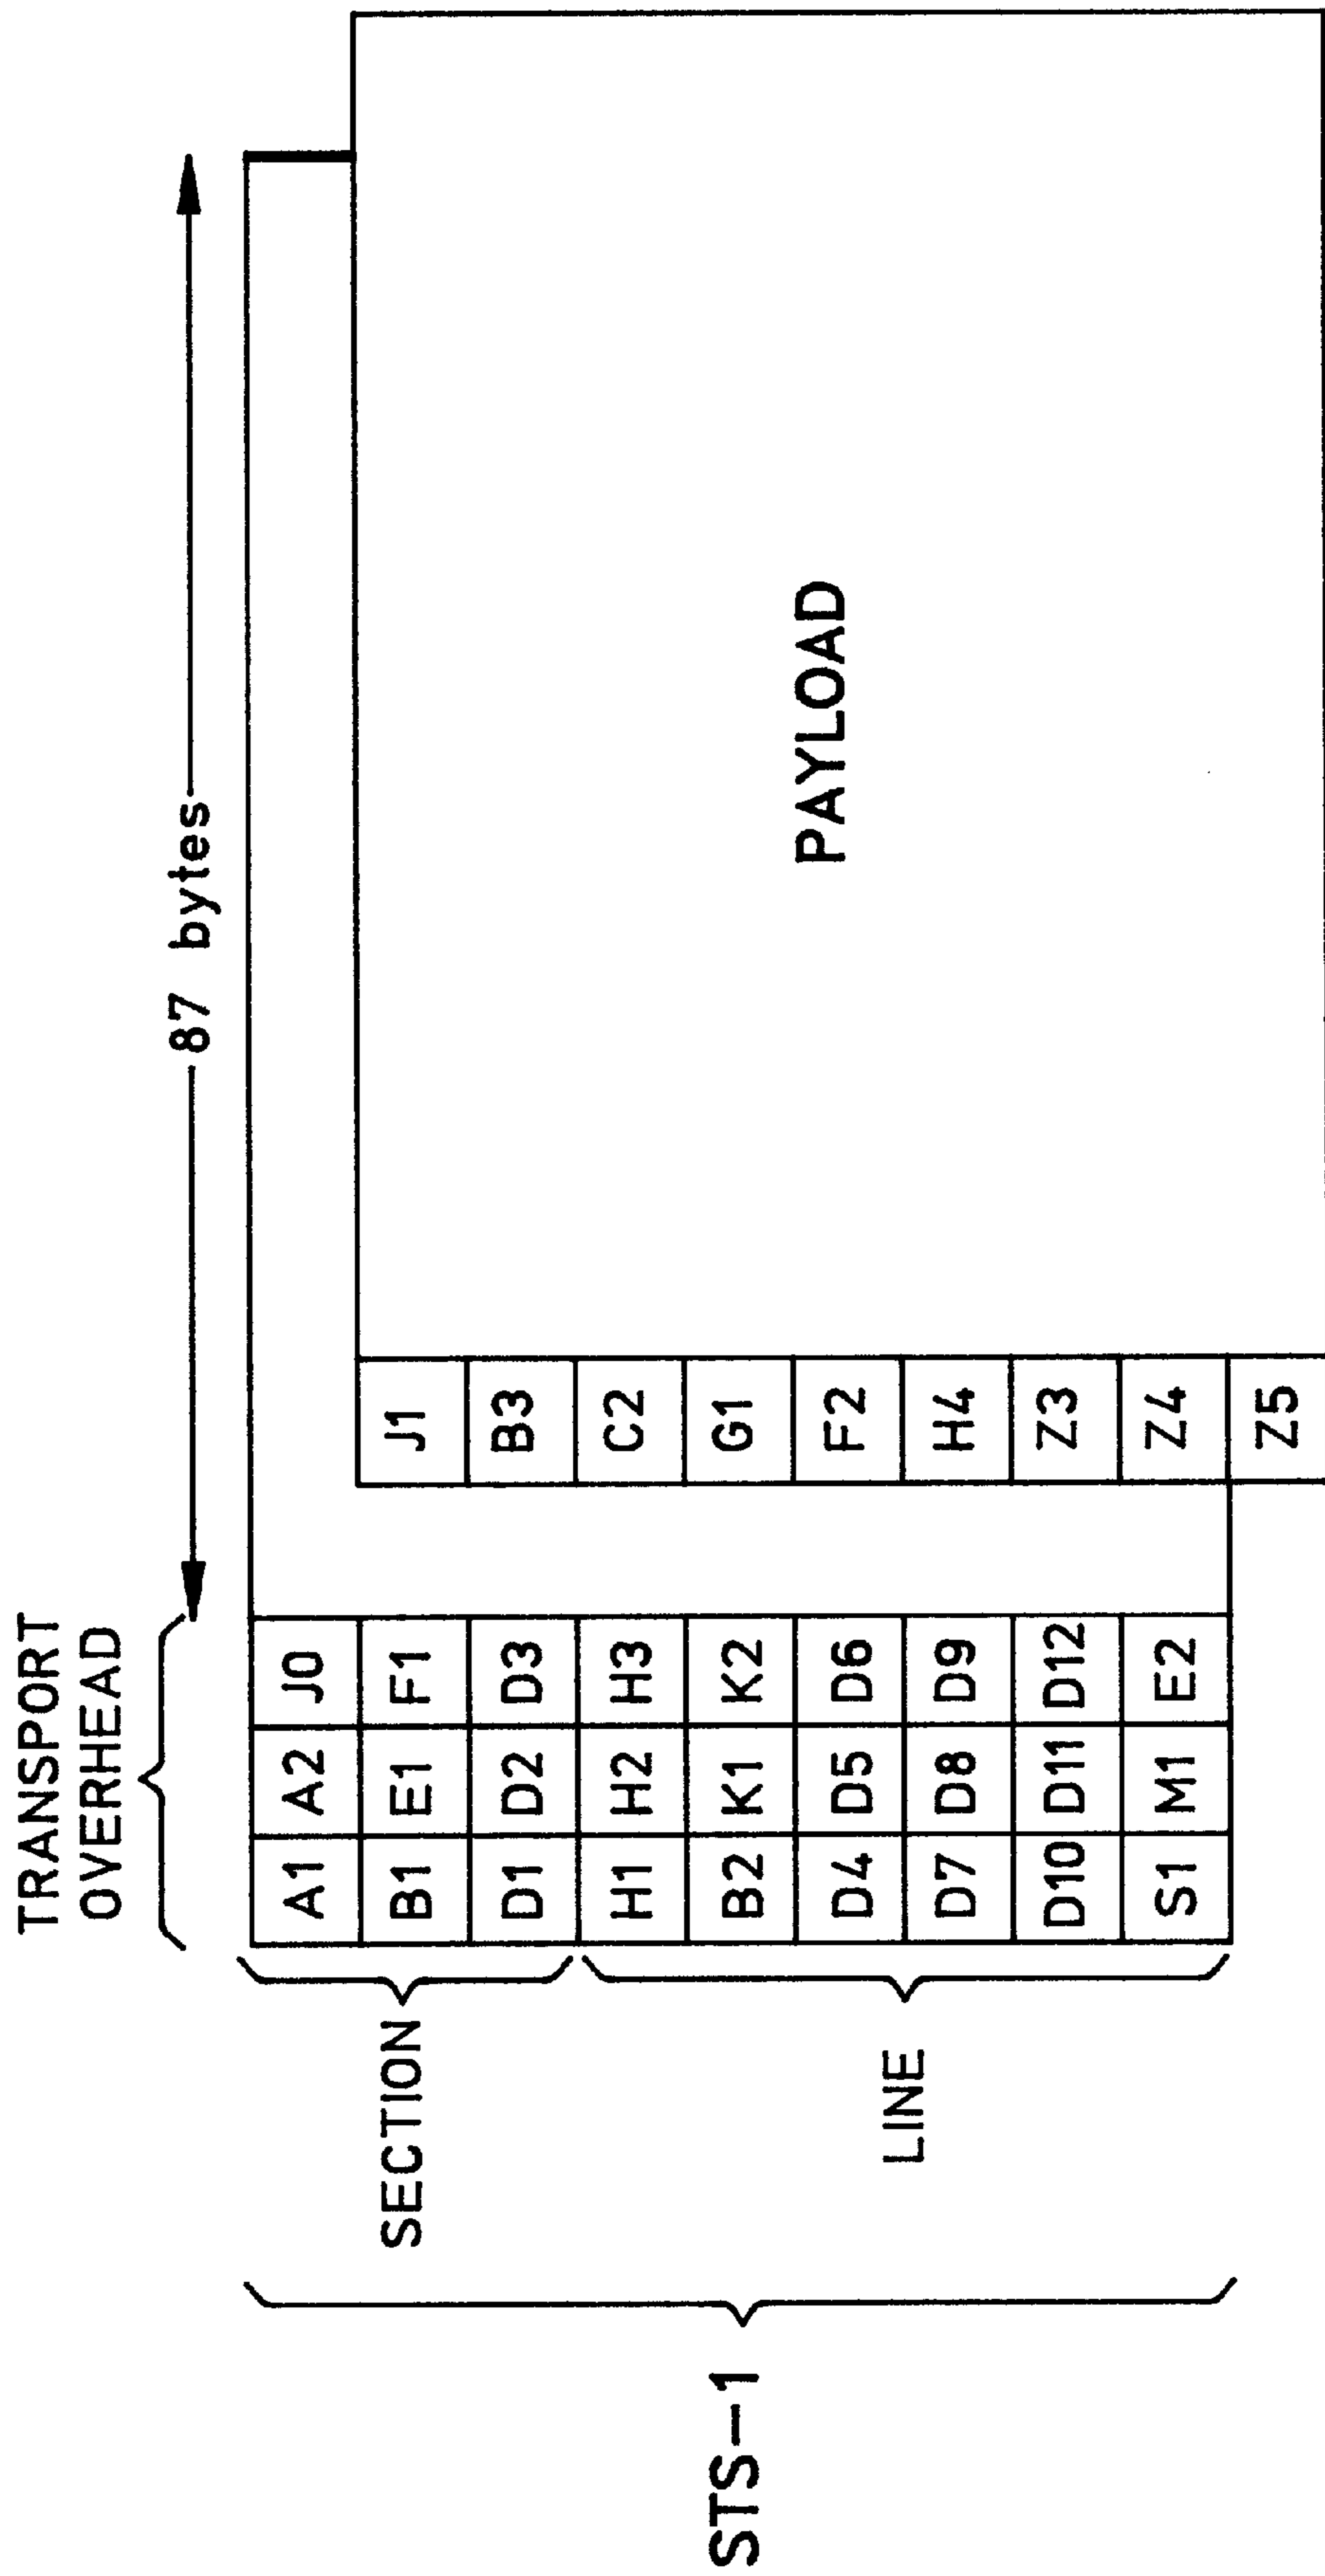 TRANSPORT
OVERHEAD
87 bytes
STS-1
SECTION
LINE
A1 A2 J0
B1 E1 F1
D1 D2 D3
H1 H2 H3
B2 K1 K2
D4 D5 D6
D7 D8 D9
D10 D11 D12
S1 M1 E2
J1
B3
C2
G1
F2
H4
Z3
Z4
Z5
PAYLOAD